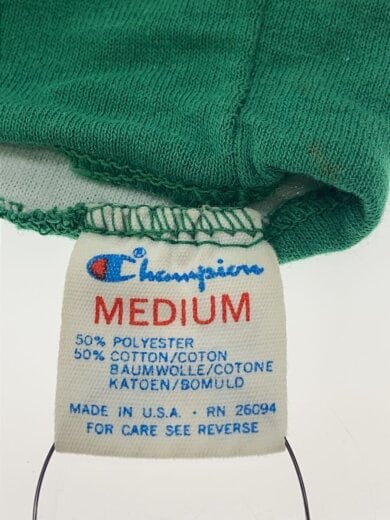 ® Champion
MEDIUM
50% POLYESTER
50% COTTON/COTON
BAUMWOLLE/COTONE
KATOEN/BOMULD
MADE IN U.S.A. · RN 26094
FOR CARE SEE REVERSE